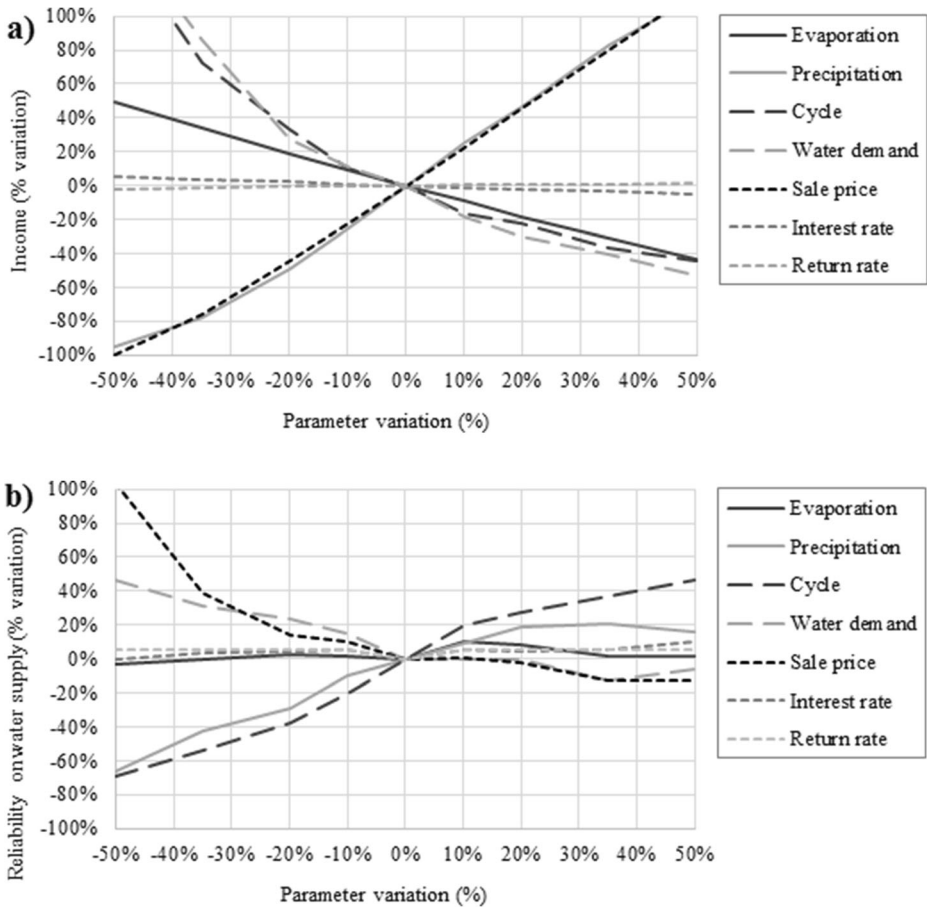 a)
Income (% variation)
100%
80%
60%
40%
20%
0%
-20%
-40%
-60%
-80%
-100%
-50% -40% -30% -20% -10% 0% 10% 20% 30% 40% 50%
Parameter variation (%)
Evaporation
Precipitation
Cycle
Water demand
Sale price
Interest rate
Return rate
b)
Reliability onwater supply (% variation)
100%
80%
60%
40%
20%
0%
-20%
-40%
-60%
-80%
-100%
-50% -40% -30% -20% -10% 0% 10% 20% 30% 40% 50%
Parameter variation (%)
Evaporation
Precipitation
Cycle
Water demand
Sale price
Interest rate
Return rate